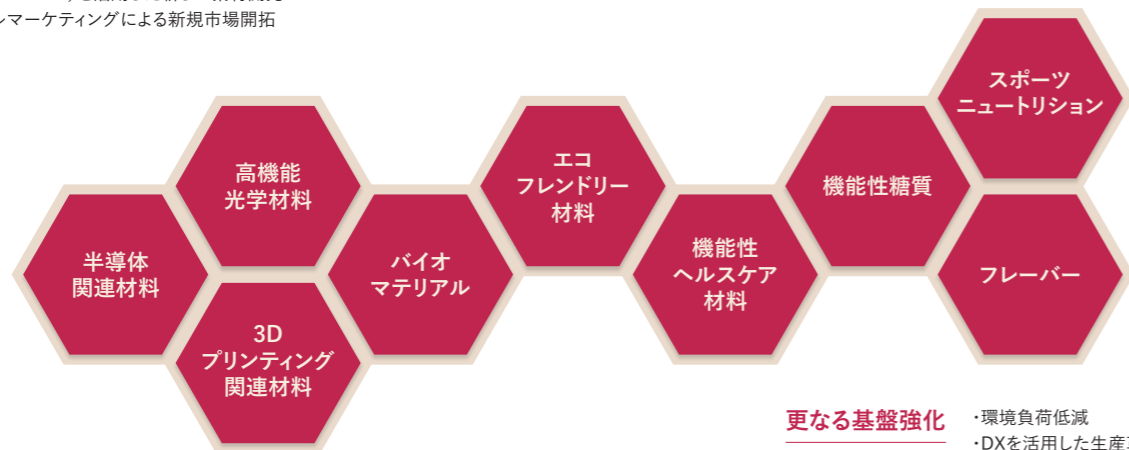 マーケティングによる新規市場開拓
スポーツ
ニュートリション
高機能
光学材料
エコ
フレンドリー
材料
機能性糖質
半導体
関連材料
バイオ
マテリアル
機能性
ヘルスケア
材料
フレーバー
3D
プリンティング
関連材料
更なる基盤強化
・環境負荷低減
・DXを活用した生産